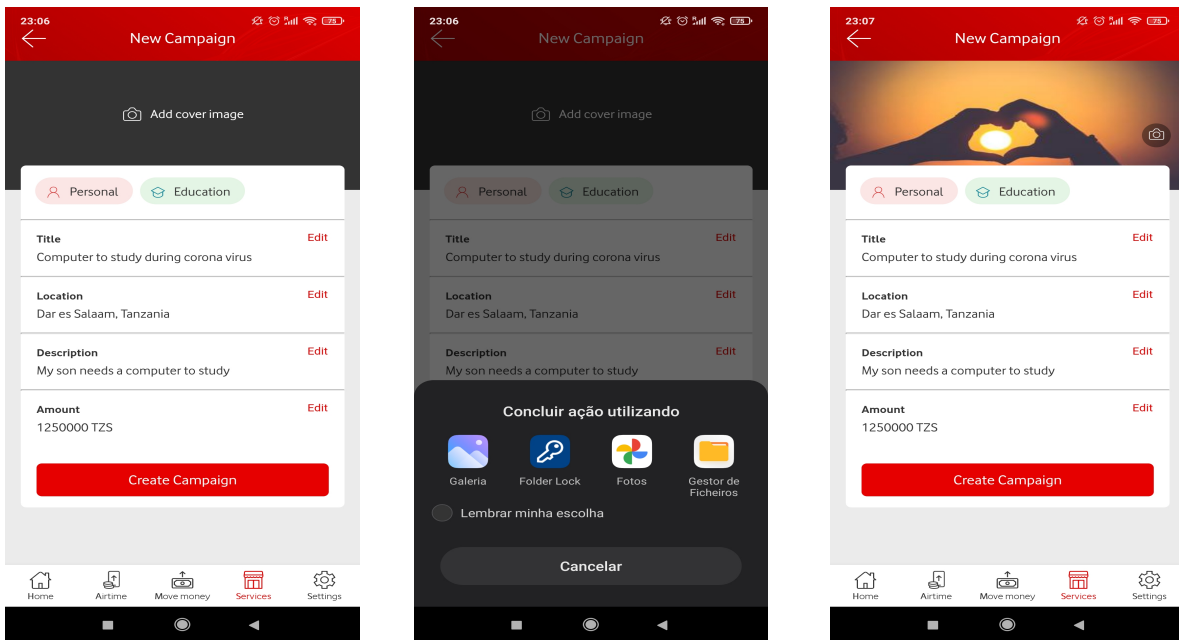 23:06
75
New Campaign
Add cover image
Personal
Education
Title
Edit
Computer to study during corona virus
Location
Edit
Dar es Salaam, Tanzania
Description
Edit
My son needs a computer to study
Amount
Edit
1250000 TZS
Create Campaign
Home
Airtime
Move money
Services
Settings
23:06
75
New Campaign
Add cover image
Personal
Education
Title
Edit
Computer to study during corona virus
Location
Edit
Dar es Salaam, Tanzania
Description
Edit
My son needs a computer to study
Concluir ação utilizando
Galeria
Folder Lock
Fotos
Gestor de
Ficheiros
Lembrar minha escolha
Cancelar
23:07
75
New Campaign
Personal
Education
Title
Edit
Computer to study during corona virus
Location
Edit
Dar es Salaam, Tanzania
Description
Edit
My son needs a computer to study
Amount
Edit
1250000 TZS
Create Campaign
Home
Airtime
Move money
Services
Settings